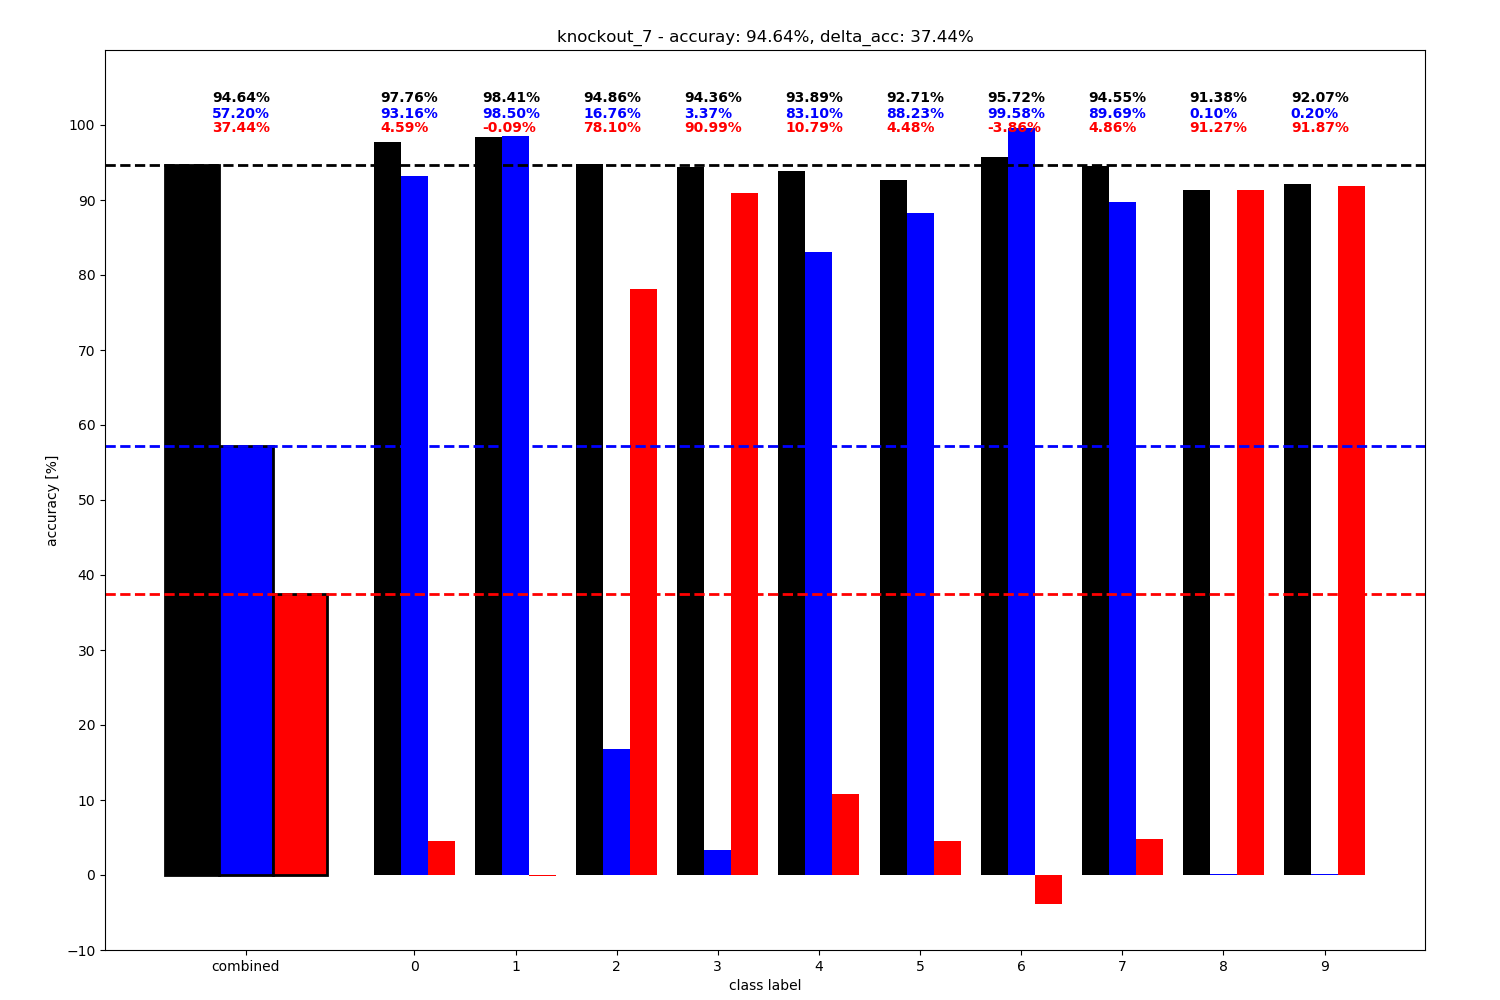 knockout_7 - accuray: 94.64%, delta_acc: 37.44%
94.64% 97.76% 98.41% 94.86% 94.36% 93.89% 92.71% 95.72% 94.55% 91.38% 92.07%
57.20% 93.16% 98.50% 16.76% 3.37% 83.10% 88.23% 99.58% 89.69% 0.10% 0.20%
37.44% 4.59% -0.09% 78.10% 90.99% 10.79% 4.48% -3.86% 4.86% 91.27% 91.87%
100
90
80
70
60
50
40
30
20
10
0
−10
accuracy [%]
combined 0 1 2 3 4 5 6 7 8 9
class label